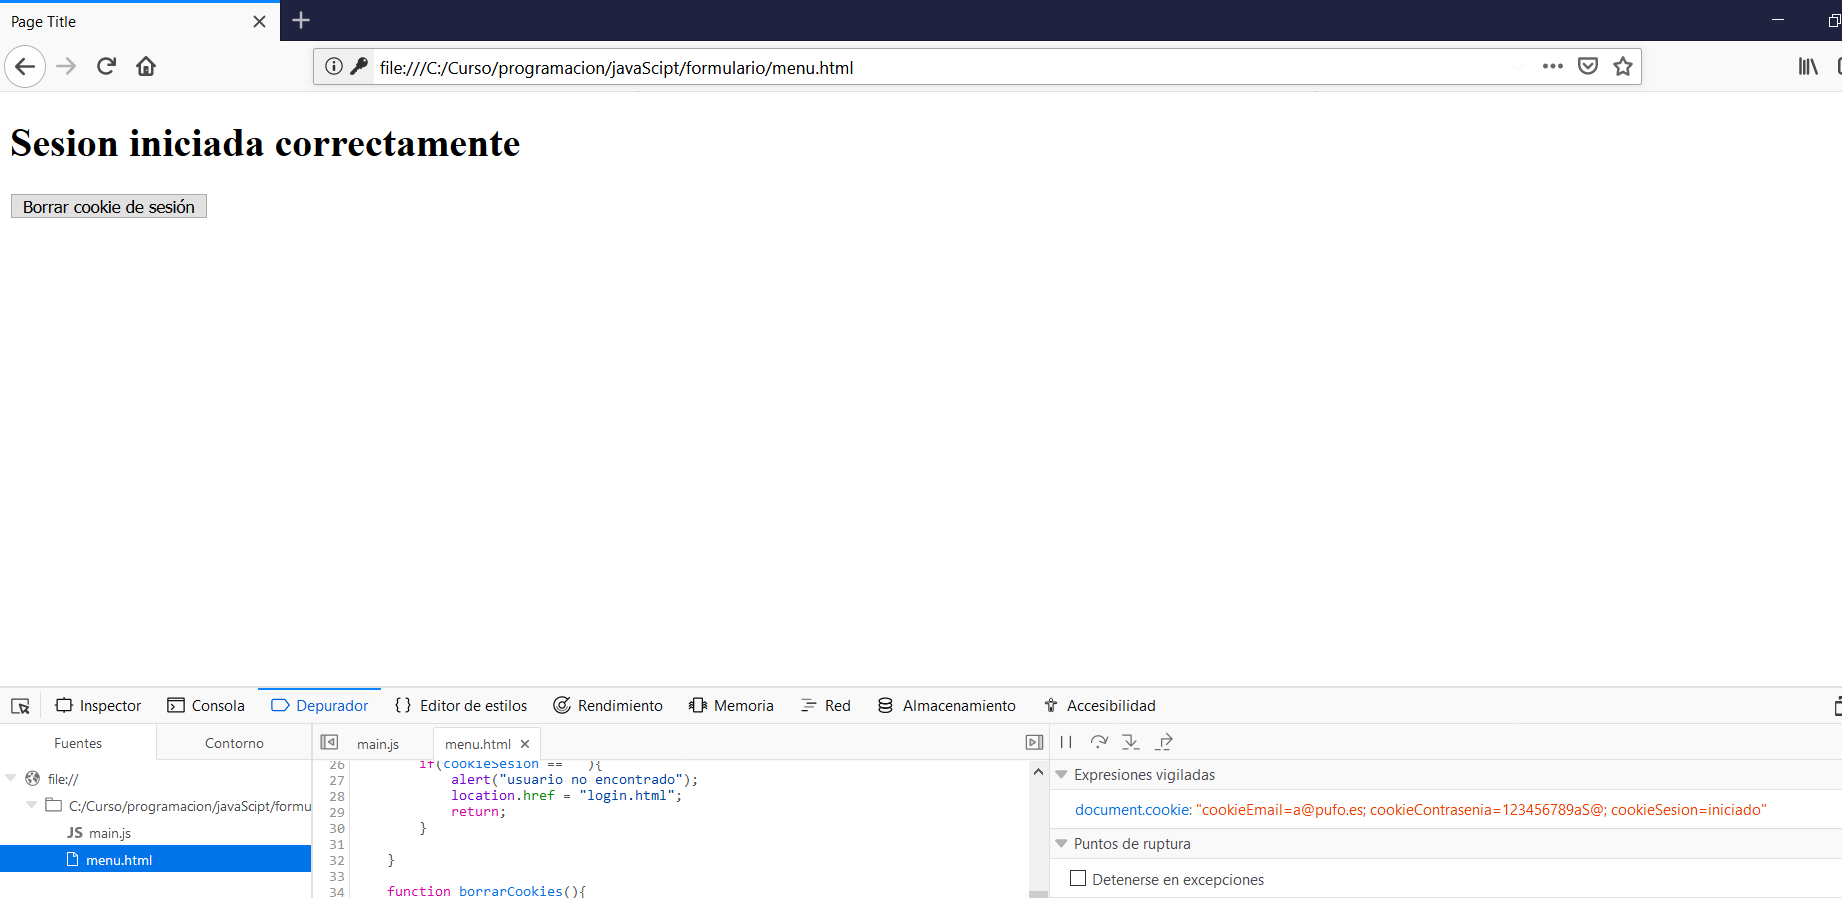 Page Title
file:///C:/Curso/programacion/javaScipt/formulario/menu.html
Sesion iniciada correctamente
Borrar cookie de sesión
Inspector Consola Depurador Editor de estilos Rendimiento Memoria Red Almacenamiento Accesibilidad
Fuentes Contorno main.js menu.html
file://
C:/Curso/programacion/javaScipt/formu
JS main.js
menu.html
26 if(cookieSesion == ){
27 alert("usuario no encontrado");
28 location.href = "login.html";
29 return;
30 }
31
32 }
33
34 function borrarCookies(){
Expresiones vigiladas
document.cookie: "cookieEmail=a@pufo.es; cookieContrasenia=123456789aS@; cookieSesion=iniciado"
Puntos de ruptura
Detenerse en excepciones